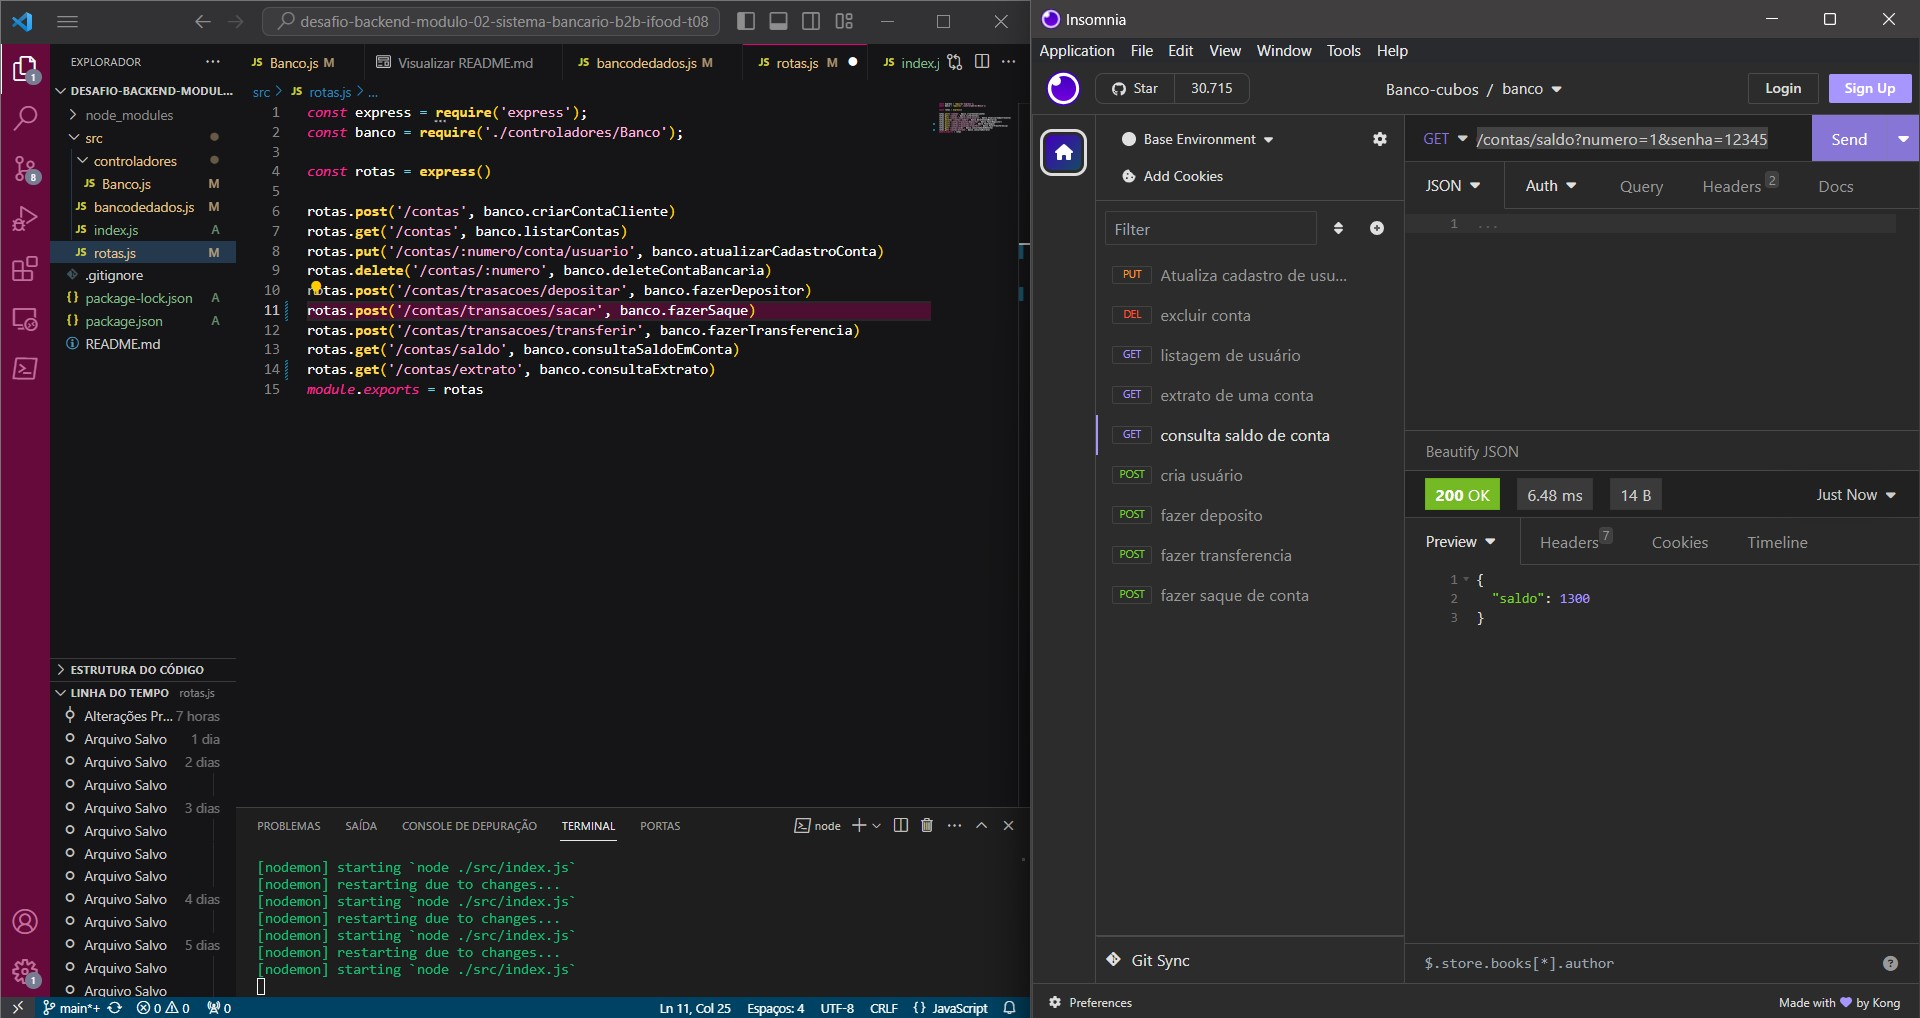 desafio-backend-modulo-02-sistema-bancario-b2b-ifood-t08
EXPLORADOR
DESAFIO-BACKEND-MODUL...
node_modules
src
controladores
JS Banco.js M
JS bancodedados.js M
JS index.js A
JS rotas.js M
.gitignore
{} package-lock.json A
{} package.json A
README.md
ESTRUTURA DO CÓDIGO
LINHA DO TEMPO rotas.js
Alterações Pr... 7 horas
Arquivo Salvo 1 dia
Arquivo Salvo 2 dias
Arquivo Salvo
Arquivo Salvo 3 dias
Arquivo Salvo
Arquivo Salvo
Arquivo Salvo
Arquivo Salvo 4 dias
Arquivo Salvo
Arquivo Salvo 5 dias
Arquivo Salvo
Arquivo Salvo
1
8
1
JS Banco.js M
Visualizar README.md
JS bancodedados.js M
JS rotas.js M
JS index.j
src > JS rotas.js > ...
1 const express = require('express');
2 const banco = require('./controladores/Banco');
3
4 const rotas = express()
5
6 rotas.post('/contas', banco.criarContaCliente)
7 rotas.get('/contas', banco.listarContas)
8 rotas.put('/contas/:numero/conta/usuario', banco.atualizarCadastroConta)
9 rotas.delete('/contas/:numero', banco.deleteContaBancaria)
10 rotas.post('/contas/trasacoes/depositar', banco.fazerDepositor)
11 rotas.post('/contas/transacoes/sacar', banco.fazerSaque)
12 rotas.post('/contas/transacoes/transferir', banco.fazerTransferencia)
13 rotas.get('/contas/saldo', banco.consultaSaldoEmConta)
14 rotas.get('/contas/extrato', banco.consultaExtrato)
15 module.exports = rotas
PROBLEMAS SAÍDA CONSOLE DE DEPURAÇÃO TERMINAL PORTAS
node
[nodemon] starting `node ./src/index.js`
[nodemon] restarting due to changes...
[nodemon] starting `node ./src/index.js`
[nodemon] restarting due to changes...
[nodemon] starting `node ./src/index.js`
[nodemon] restarting due to changes...
[nodemon] starting `node ./src/index.js`
main*+ 0 0 0
Ln 11, Col 25 Espaços: 4 UTF-8 CRLF {} JavaScript
Insomnia
Application File Edit View Window Tools Help
Star 30.715
Banco-cubos / banco
Login
Sign Up
Base Environment
Add Cookies
Filter
PUT Atualiza cadastro de usu...
DEL excluir conta
GET listagem de usuário
GET extrato de uma conta
GET consulta saldo de conta
POST cria usuário
POST fazer deposito
POST fazer transferencia
POST fazer saque de conta
Git Sync
GET /contas/saldo?numero=1&senha=12345
Send
JSON Auth Query Headers 2 Docs
1 ...
Beautify JSON
200 OK 6.48 ms 14 B Just Now
Preview Headers 7 Cookies Timeline
1 {
2 "saldo": 1300
3 }
$.store.books[*].author
Preferences
Made with by Kong